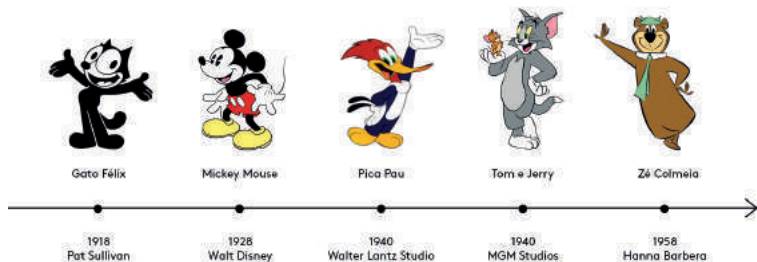 Gato Félix
Mickey Mouse
Pica Pau
Tom e Jerry
Zé Colmeia
1918
Pat Sullivan
1928
Walt Disney
1940
Walter Lantz Studio
1940
MGM Studios
1958
Hanna Barbera